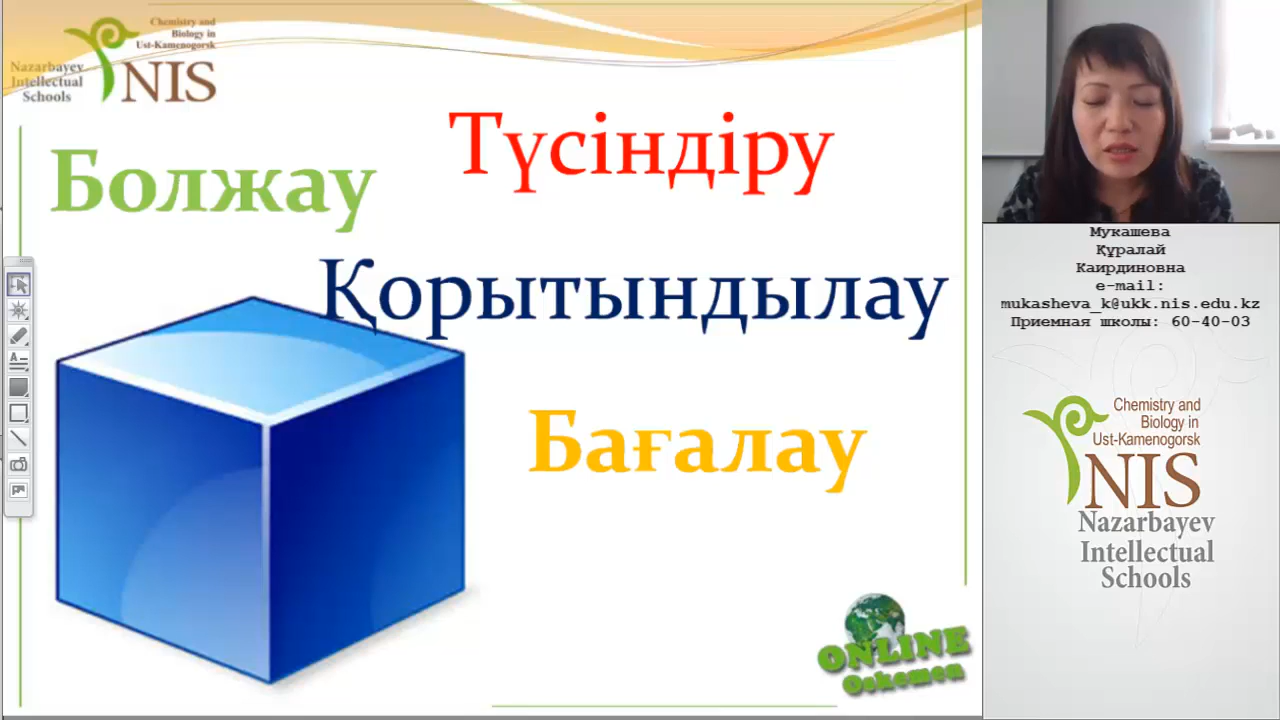 Chemistry and
Biology in
Ust-Kamenogorsk
Nazarbayev
Intellectual
Schools
NIS
Болжау
Түсіндіру
Қорытындылау
Бағалау
ONLINE
Өскемен
Мукашева
Құралай
Каирдиновна
e-mail:
mukasheva_k@ukk.nis.edu.kz
Приемная школы: 60-40-03
Chemistry and
Biology in
Ust-Kamenogorsk
NIS
Nazarbayev
Intellectual
Schools